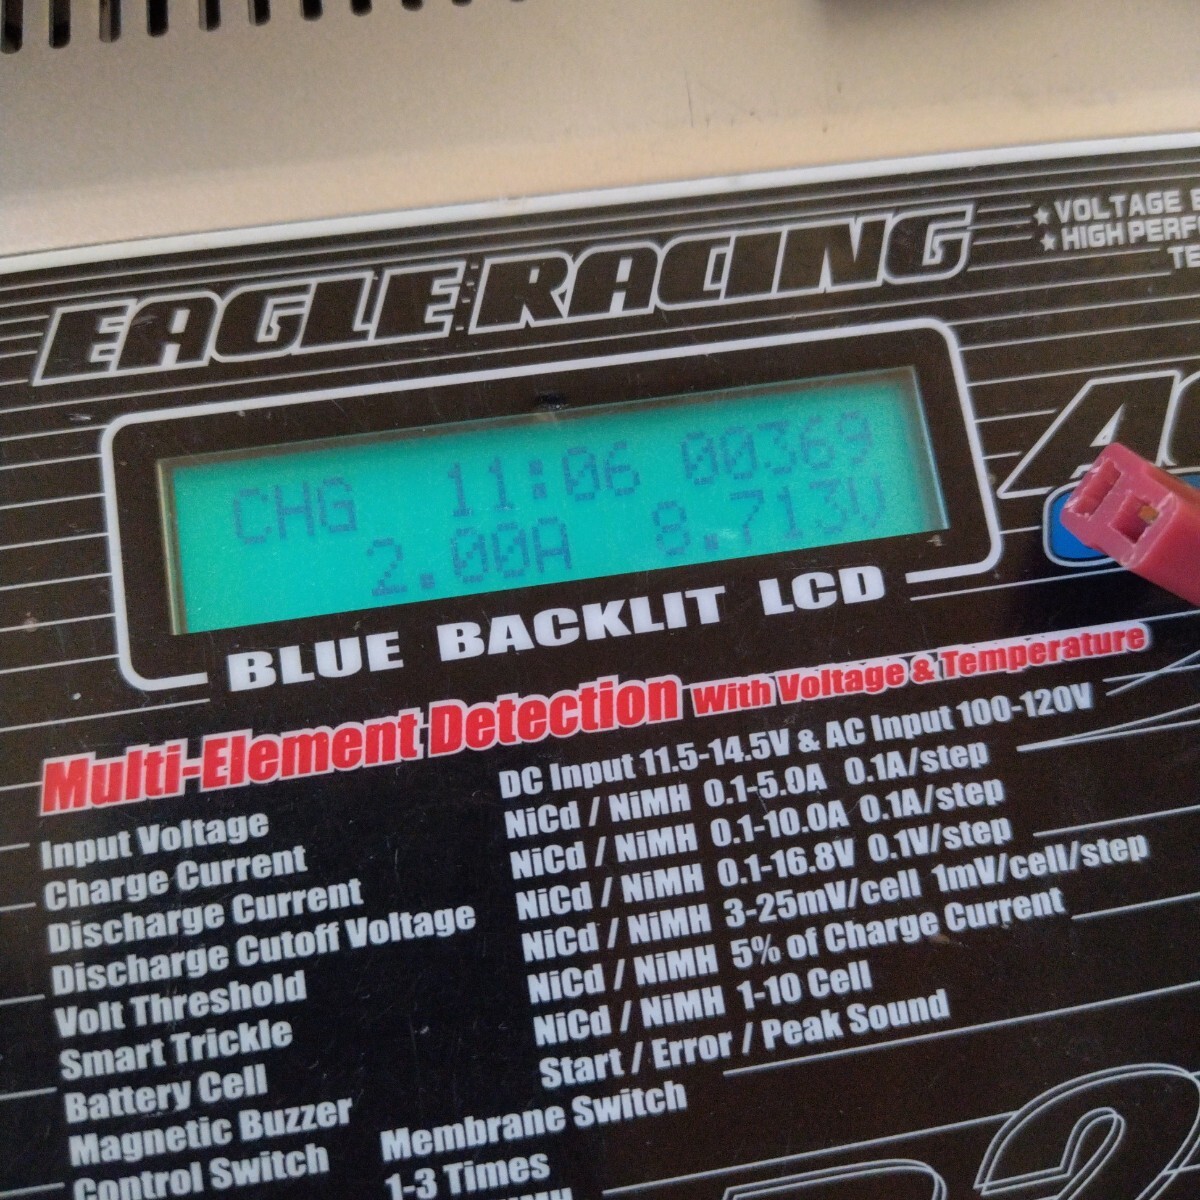 EAGLE RACING
VOLTAGE
HIGH
CHG 11:06 00369
2.00A 8.713V
BLUE BACKLIT LCD
Multi-Element Detection With Voltage & Temperature
Input Voltage DC Input 11.5-14.5V & AC Input 100-120V
Charge Current NiCd / NiMH 0.1-5.0A 0.1A/step
Discharge Current NiCd / NiMH 0.1-10.0A 0.1A/step
Discharge Cutoff Voltage NiCd / NiMH 0.1-16.8V 0.1V/step
Volt Threshold NiCd / NiMH 3-25mV/cell 1mV/cell/step
Smart Trickle NiCd / NiMH 5% of Charge Current
Battery Cell NiCd / NiMH 1-10 Cell
Magnetic Buzzer Start / Error / Peak Sound
Control Switch Membrane Switch
1-3 Times